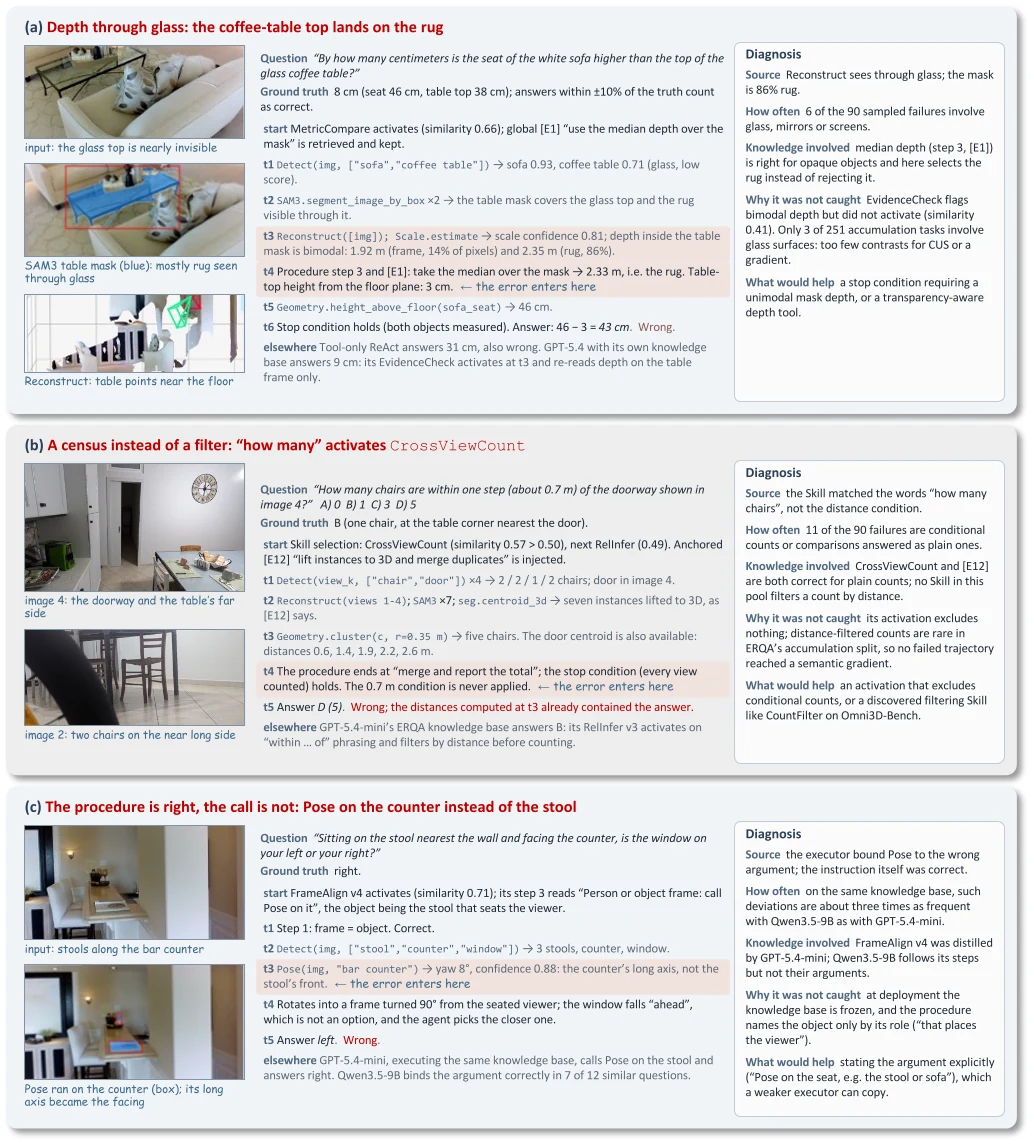 (a) Depth through glass: the coffee-table top lands on the rug
input: the glass top is nearly invisible
SAM3 table mask (blue): mostly rug seen
through glass
Reconstruct: table points near the floor
Question “By how many centimeters is the seat of the white sofa higher than the top of the
glass coffee table?”
Ground truth 8 cm (seat 46 cm, table top 38 cm); answers within ±10% of the truth count
as correct.
start MetricCompare activates (similarity 0.66); global [E1] “use the median depth over the
mask” is retrieved and kept.
t1 Detect(img, ["sofa","coffee table"]) → sofa 0.93, coffee table 0.71 (glass, low
score).
t2 SAM3.segment_image_by_box ×2 → the table mask covers the glass top and the rug
visible through it.
t3 Reconstruct([img]); Scale.estimate → scale confidence 0.81; depth inside the table
mask is bimodal: 1.92 m (frame, 14% of pixels) and 2.35 m (rug, 86%).
t4 Procedure step 3 and [E1]: take the median over the mask → 2.33 m, i.e. the rug. Table-
top height from the floor plane: 3 cm. ← the error enters here
t5 Geometry.height_above_floor(sofa_seat) → 46 cm.
t6 Stop condition holds (both objects measured). Answer: 46 − 3 = 43 cm. Wrong.
elsewhere Tool-only ReAct answers 31 cm, also wrong. GPT-5.4 with its own knowledge
base answers 9 cm: its EvidenceCheck activates at t3 and re-reads depth on the table
frame only.
Diagnosis
Source Reconstruct sees through glass; the mask
is 86% rug.
How often 6 of the 90 sampled failures involve
glass, mirrors or screens.
Knowledge involved median depth (step 3, [E1])
is right for opaque objects and here selects the
rug instead of rejecting it.
Why it was not caught EvidenceCheck flags
bimodal depth but did not activate (similarity
0.41). Only 3 of 251 accumulation tasks involve
glass surfaces: too few contrasts for CUS or a
gradient.
What would help a stop condition requiring a
unimodal mask depth, or a transparency-aware
depth tool.
(b) A census instead of a filter: “how many” activates CrossViewCount
image 4: the doorway and the table’s far
side
image 2: two chairs on the near long side
Question “How many chairs are within one step (about 0.7 m) of the doorway shown in
image 4?” A) 0 B) 1 C) 3 D) 5
Ground truth B (one chair, at the table corner nearest the door).
start Skill selection: CrossViewCount (similarity 0.57 > 0.50), next RelInfer (0.49). Anchored
[E12] “lift instances to 3D and merge duplicates” is injected.
t1 Detect(view_k, ["chair","door"]) ×4 → 2 / 2 / 1 / 2 chairs; door in image 4.
t2 Reconstruct(views 1-4); SAM3 ×7; seg.centroid_3d → seven instances lifted to 3D, as
[E12] says.
t3 Geometry.cluster(c, r=0.35 m) → five chairs. The door centroid is also available:
distances 0.6, 1.4, 1.9, 2.2, 2.6 m.
t4 The procedure ends at “merge and report the total”; the stop condition (every view
counted) holds. The 0.7 m condition is never applied. ← the error enters here
t5 Answer D (5). Wrong; the distances computed at t3 already contained the answer.
elsewhere GPT-5.4-mini’s ERQA knowledge base answers B: its RelInfer v3 activates on
“within … of” phrasing and filters by distance before counting.
Diagnosis
Source the Skill matched the words “how many
chairs”, not the distance condition.
How often 11 of the 90 failures are conditional
counts or comparisons answered as plain ones.
Knowledge involved CrossViewCount and [E12]
are both correct for plain counts; no Skill in this
pool filters a count by distance.
Why it was not caught its activation excludes
nothing; distance-filtered counts are rare in
ERQA’s accumulation split, so no failed trajectory
reached a semantic gradient.
What would help an activation that excludes
conditional counts, or a discovered filtering Skill
like CountFilter on Omni3D-Bench.
(c) The procedure is right, the call is not: Pose on the counter instead of the stool
input: stools along the bar counter
Pose ran on the counter (box); its long
axis became the facing
Question “Sitting on the stool nearest the wall and facing the counter, is the window on
your left or your right?”
Ground truth right.
start FrameAlign v4 activates (similarity 0.71); its step 3 reads “Person or object frame: call
Pose on it”, the object being the stool that seats the viewer.
t1 Step 1: frame = object. Correct.
t2 Detect(img, ["stool","counter","window"]) → 3 stools, counter, window.
t3 Pose(img, "bar counter") → yaw 8°, confidence 0.88: the counter’s long axis, not the
stool’s front. ← the error enters here
t4 Rotates into a frame turned 90° from the seated viewer; the window falls “ahead”,
which is not an option, and the agent picks the closer one.
t5 Answer left. Wrong.
elsewhere GPT-5.4-mini, executing the same knowledge base, calls Pose on the stool and
answers right. Qwen3.5-9B binds the argument correctly in 7 of 12 similar questions.
Diagnosis
Source the executor bound Pose to the wrong
argument; the instruction itself was correct.
How often on the same knowledge base, such
deviations are about three times as frequent
with Qwen3.5-9B as with GPT-5.4-mini.
Knowledge involved FrameAlign v4 was distilled
by GPT-5.4-mini; Qwen3.5-9B follows its steps
but not their arguments.
Why it was not caught at deployment the
knowledge base is frozen, and the procedure
names the object only by its role (“that places
the viewer”).
What would help stating the argument explicitly
(“Pose on the seat, e.g. the stool or sofa”), which
a weaker executor can copy.